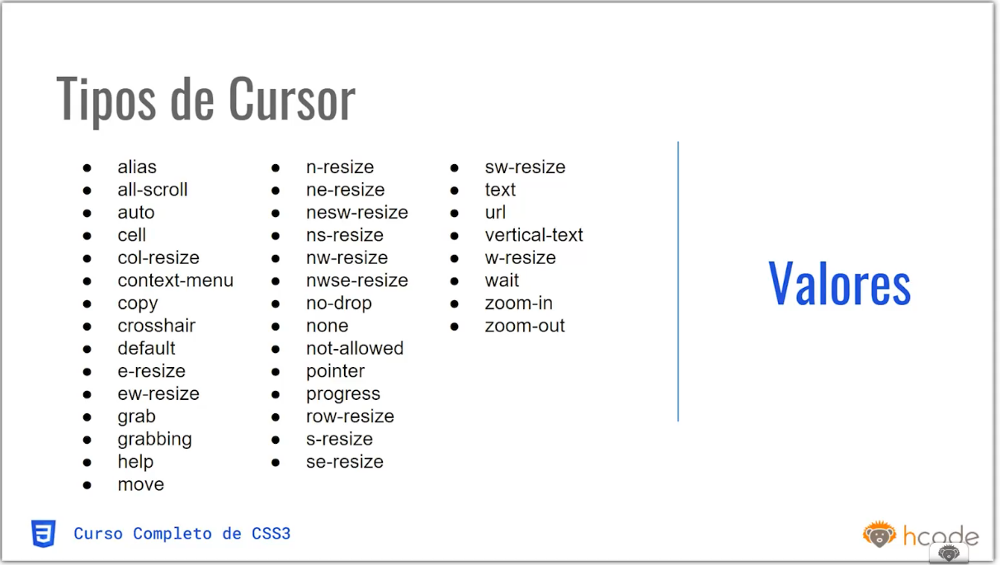 Tipos de Cursor
alias
all-scroll
auto
cell
col-resize
context-menu
copy
crosshair
default
e-resize
ew-resize
grab
grabbing
help
move
n-resize
ne-resize
nesw-resize
ns-resize
nw-resize
nwse-resize
no-drop
none
not-allowed
pointer
progress
row-resize
s-resize
se-resize
sw-resize
text
url
vertical-text
w-resize
wait
zoom-in
zoom-out
Valores
Curso Completo de CSS3
hcode